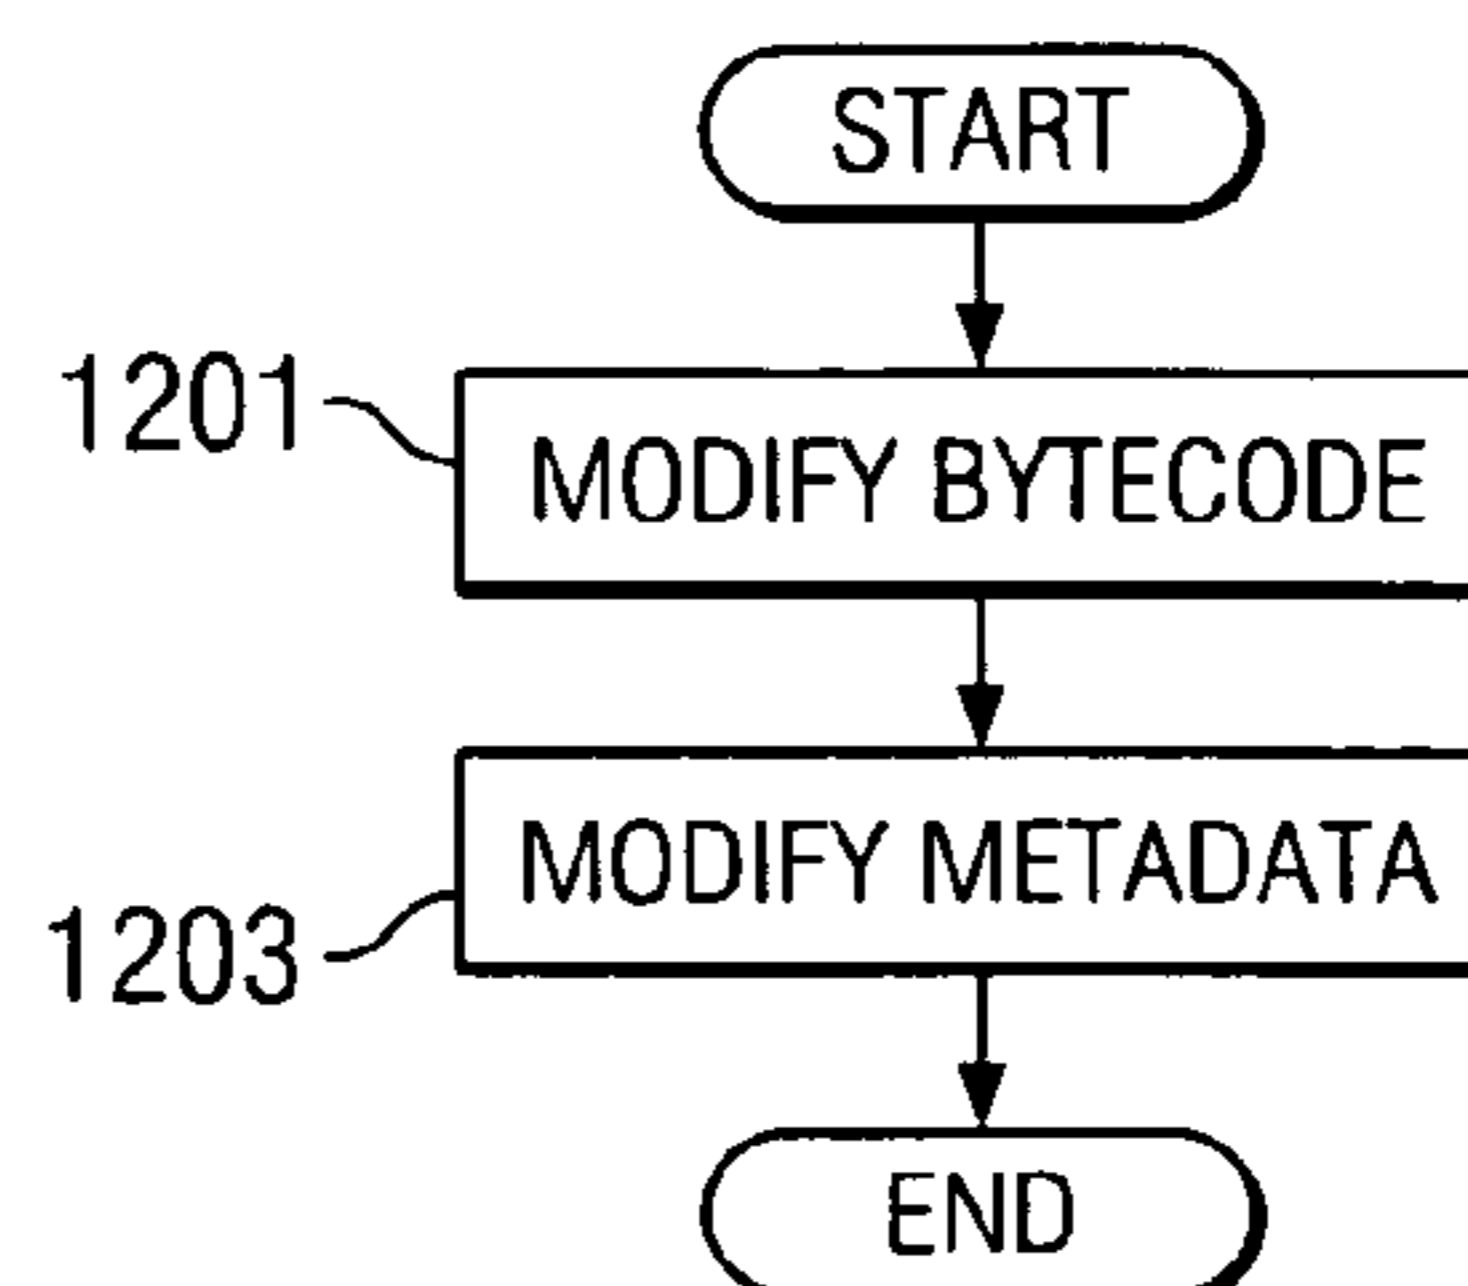 START
1201
MODIFY BYTECODE
MODIFY METADATA
1203
END